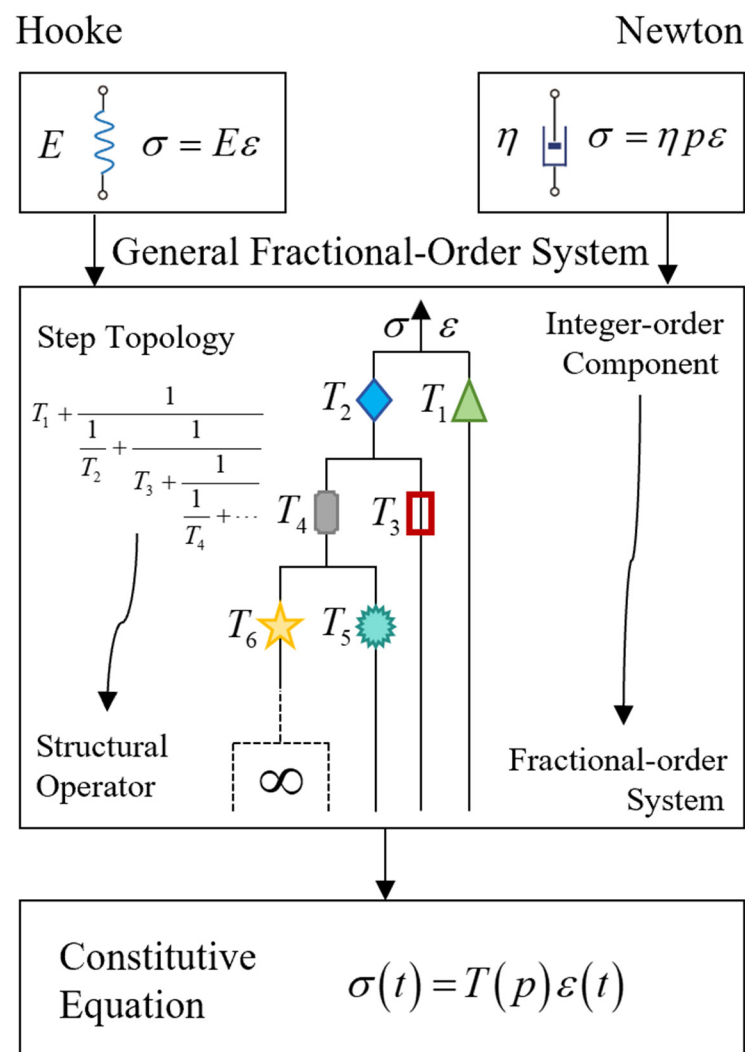 Hooke
Newton
E σ = Eε
η σ = ηpε
General Fractional-Order System
Step Topology
T₁ + 1/(1/T₂ + 1/(T₃ + 1/(1/T₄ + ⋯)))
σ ε
Integer-order
Component
T₂ T₁
T₄ T₃
T₆ T₅
∞
Structural
Operator
Fractional-order
System
Constitutive
Equation
σ(t) = T(p)ε(t)